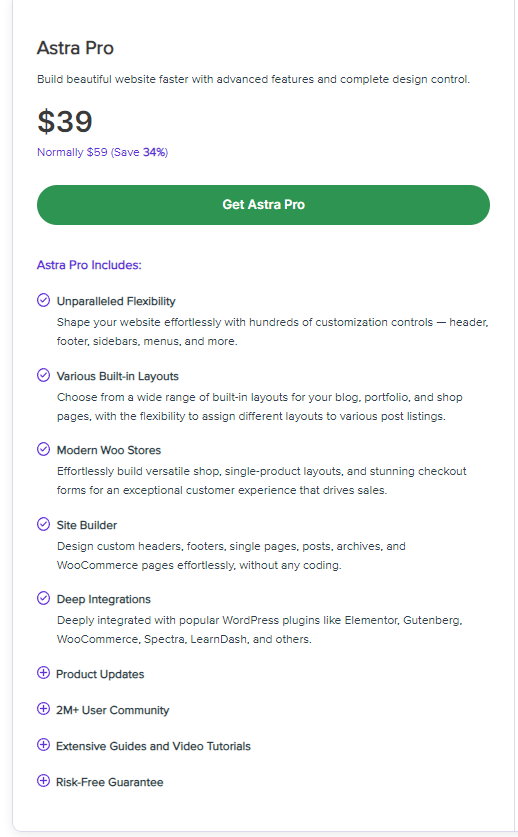 Astra Pro
Build beautiful website faster with advanced features and complete design control.
$39
Normally $59 (Save 34%)
Get Astra Pro
Astra Pro Includes:
Unparalleled Flexibility
Shape your website effortlessly with hundreds of customization controls — header,
footer, sidebars, menus, and more.
Various Built-in Layouts
Choose from a wide range of built-in layouts for your blog, portfolio, and shop
pages, with the flexibility to assign different layouts to various post listings.
Modern Woo Stores
Effortlessly build versatile shop, single-product layouts, and stunning checkout
forms for an exceptional customer experience that drives sales.
Site Builder
Design custom headers, footers, single pages, posts, archives, and
WooCommerce pages effortlessly, without any coding.
Deep Integrations
Deeply integrated with popular WordPress plugins like Elementor, Gutenberg,
WooCommerce, Spectra, LearnDash, and others.
Product Updates
2M+ User Community
Extensive Guides and Video Tutorials
Risk-Free Guarantee